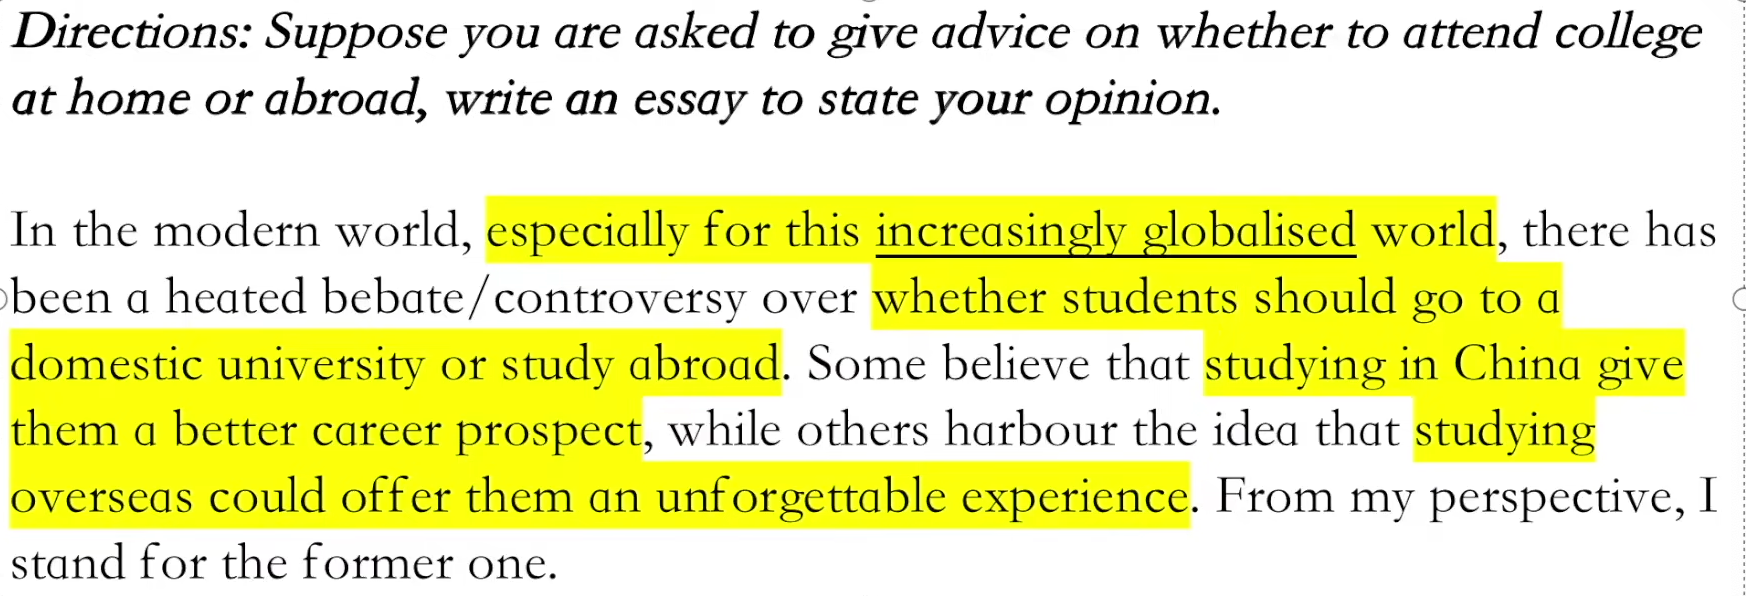 Directions: Suppose you are asked to give advice on whether to attend college
at home or abroad, write an essay to state your opinion.
In the modern world, especially for this increasingly globalised world, there has
been a heated bebate/controversy over whether students should go to a
domestic university or study abroad. Some believe that studying in China give
them a better career prospect, while others harbour the idea that studying
overseas could offer them an unforgettable experience. From my perspective, I
stand for the former one.